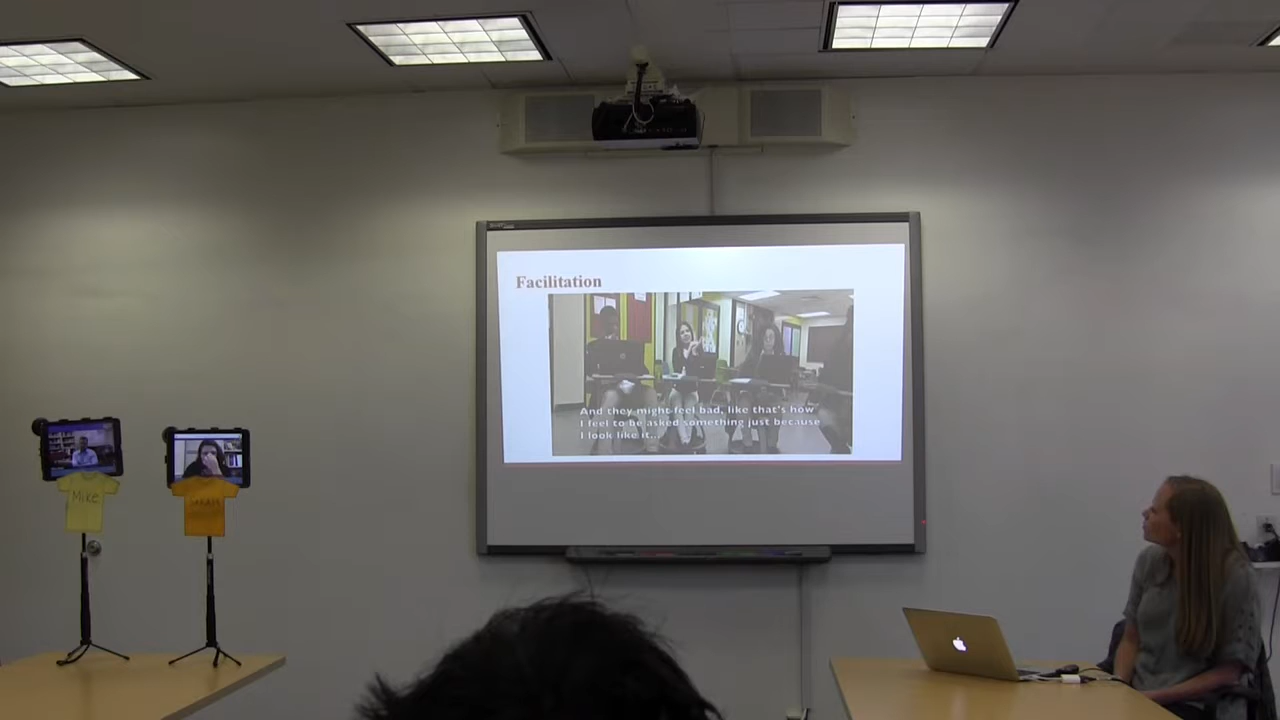 Facilitation
And they might feel bad, like that's how
I feel to be asked something just because
I look like it...
Mike